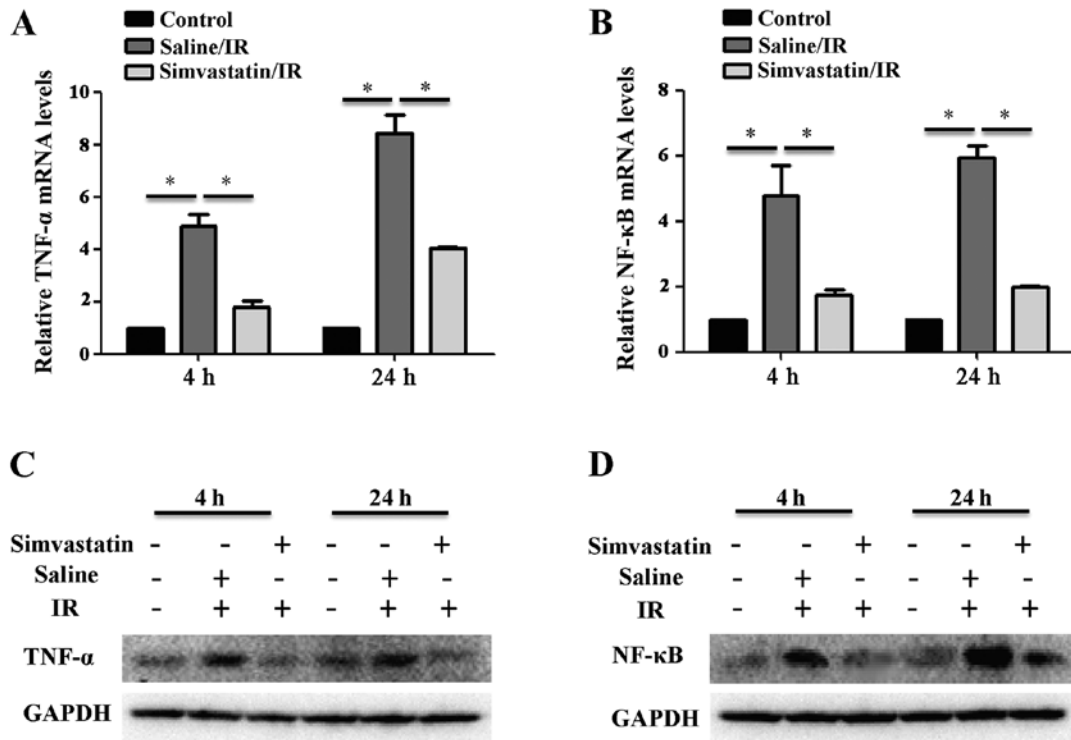 A
Control
Saline/IR
Simvastatin/IR
Relative TNF-α mRNA levels
10
8
6
4
2
0
* *
* *
4 h 24 h
B
Control
Saline/IR
Simvastatin/IR
Relative NF-κB mRNA levels
8
6
4
2
0
* *
* *
4 h 24 h
C
4 h 24 h
Simvastatin - - + - - +
Saline - + - - + -
IR - + + - + +
TNF-α
GAPDH
D
4 h 24 h
Simvastatin - - + - - +
Saline - + - - + -
IR - + + - + +
NF-κB
GAPDH